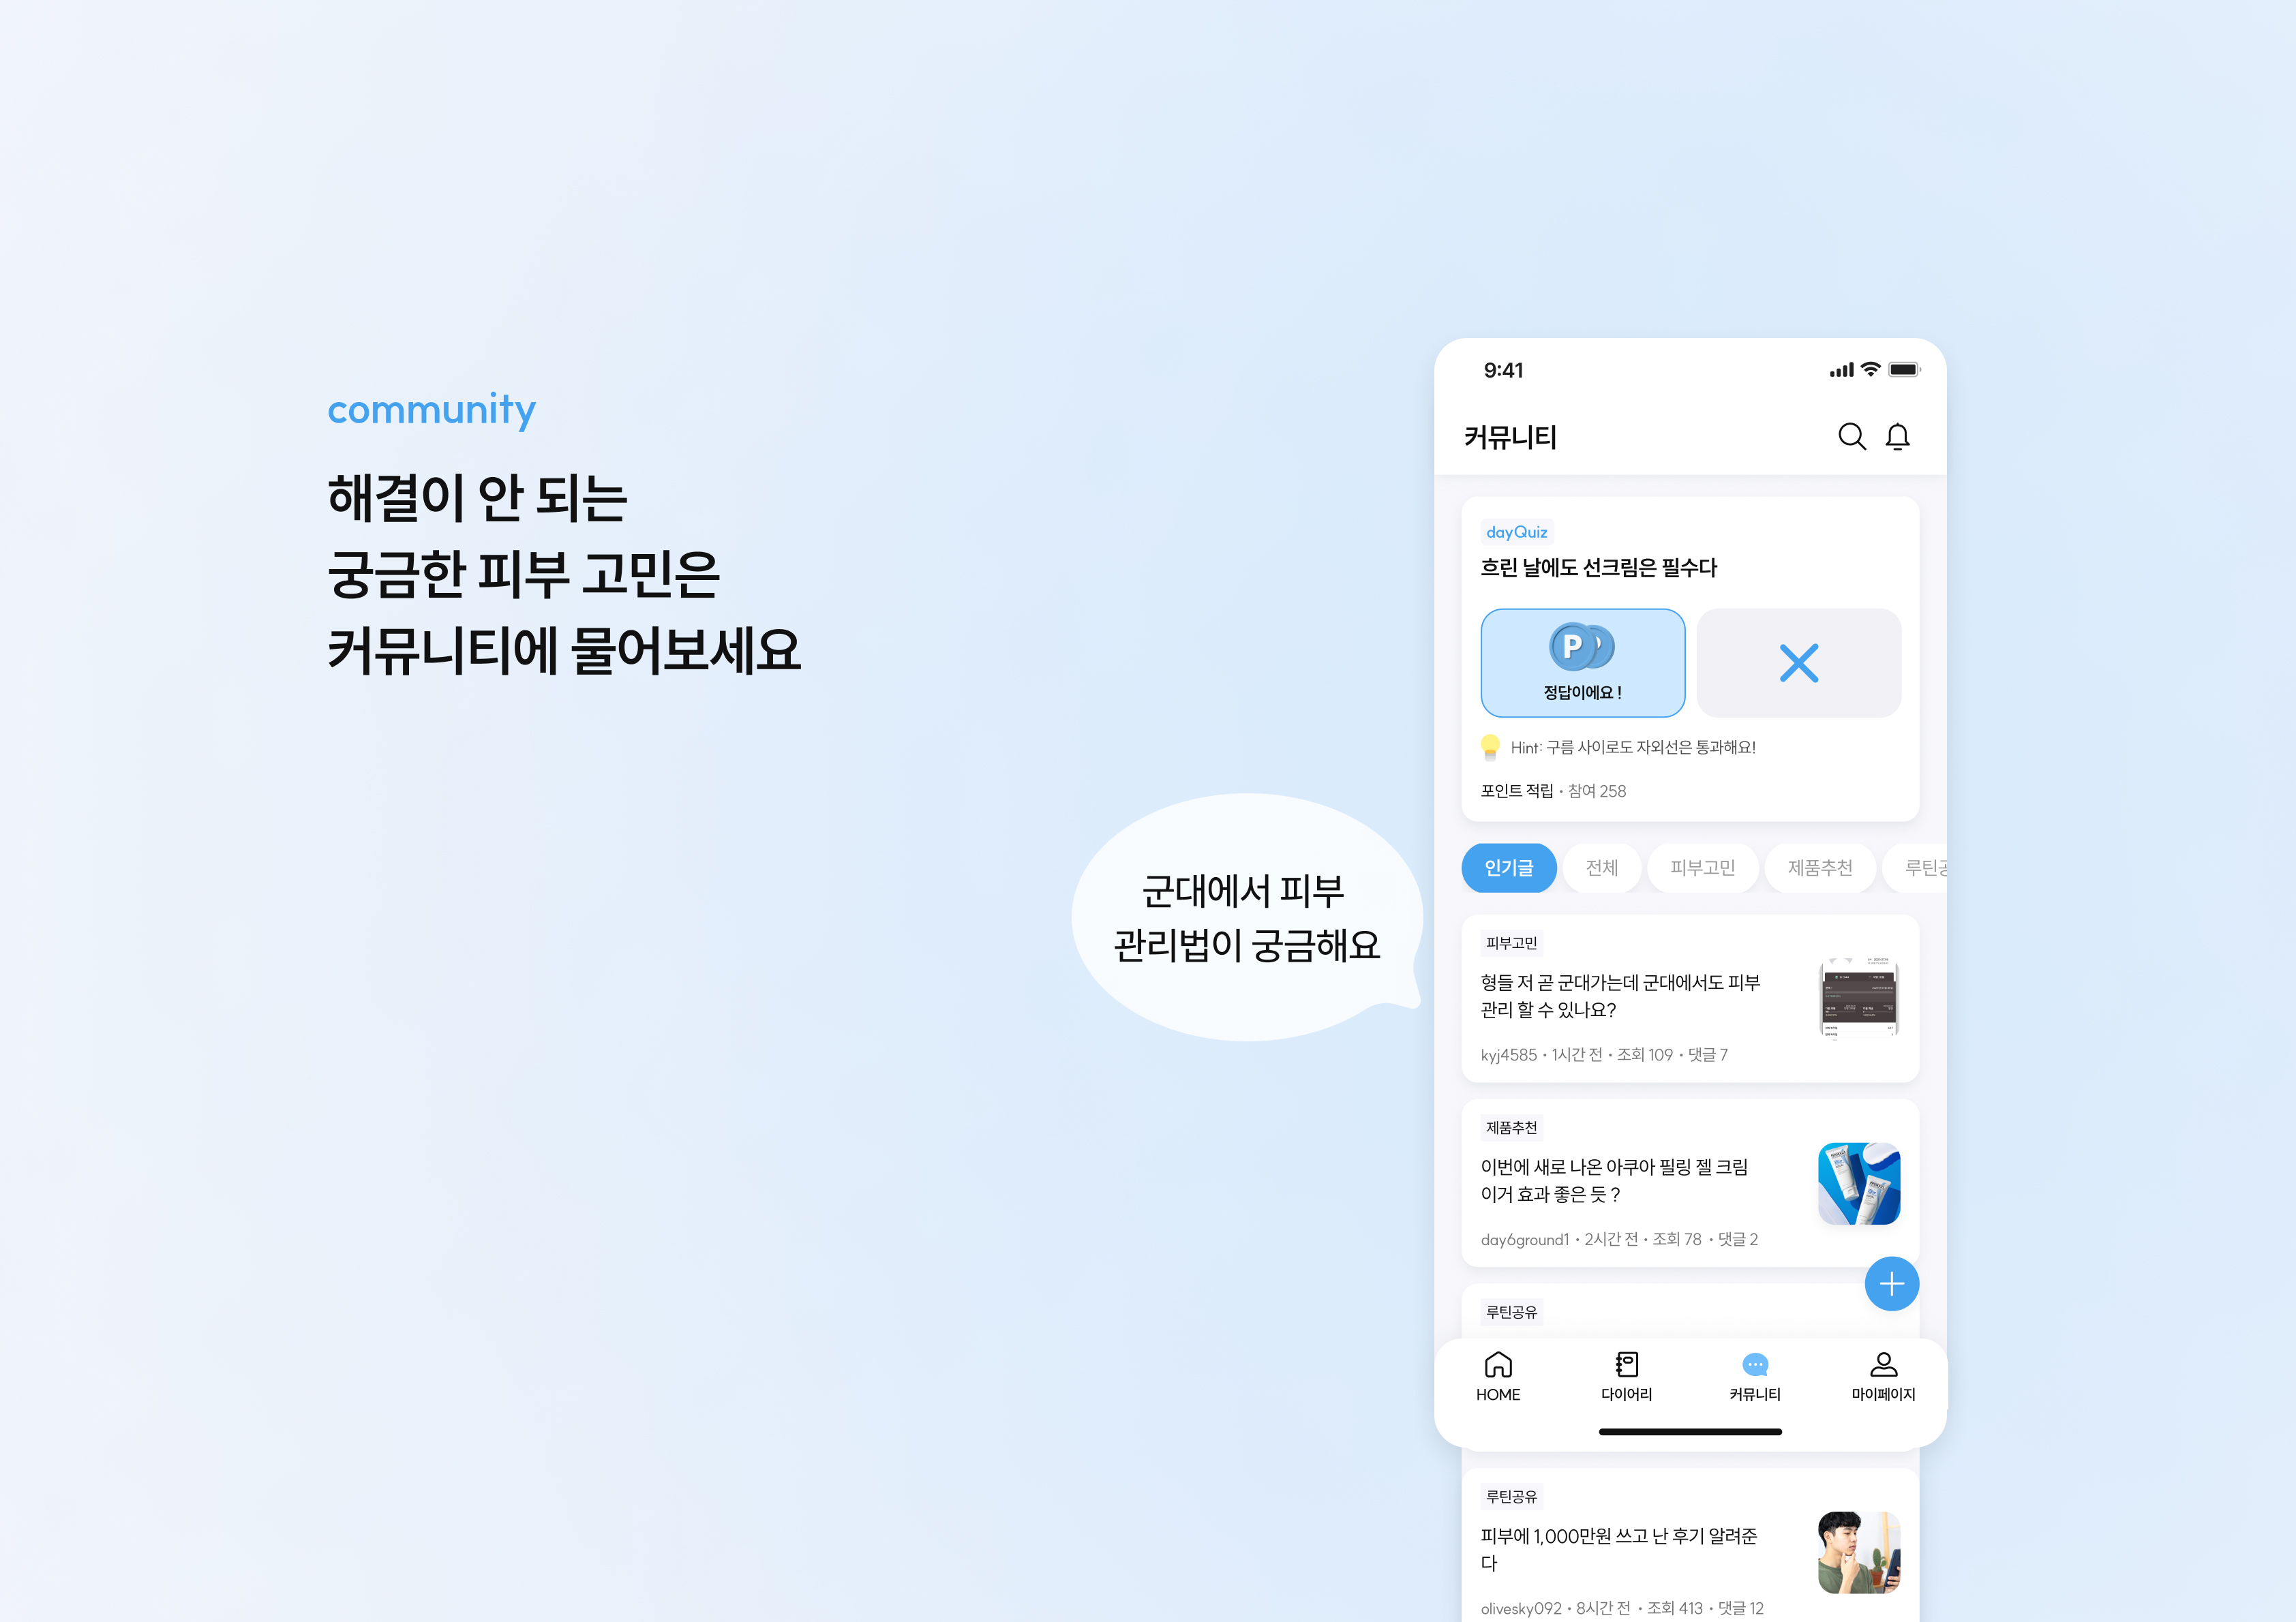 community
해결이 안 되는
궁금한 피부 고민은
커뮤니티에 물어보세요
군대에서 피부
관리법이 궁금해요
9:41
커뮤니티
dayQuiz
흐린 날에도 선크림은 필수다
P
정답이에요 !
Hint: 구름 사이로도 자외선은 통과해요!
포인트 적립 · 참여 258
인기글 전체 피부고민 제품추천 루틴공
피부고민
형들 저 곧 군대가는데 군대에서도 피부
관리 할 수 있나요?
kyj4585 · 1시간 전 · 조회 109 · 댓글 7
제품추천
이번에 새로 나온 아쿠아 필링 젤 크림
이거 효과 좋은 듯 ?
day6ground1 · 2시간 전 · 조회 78 · 댓글 2
루틴공유
HOME 다이어리 커뮤니티 마이페이지
루틴공유
피부에 1,000만원 쓰고 난 후기 알려준
다
olivesky092 · 8시간 전 · 조회 413 · 댓글 12